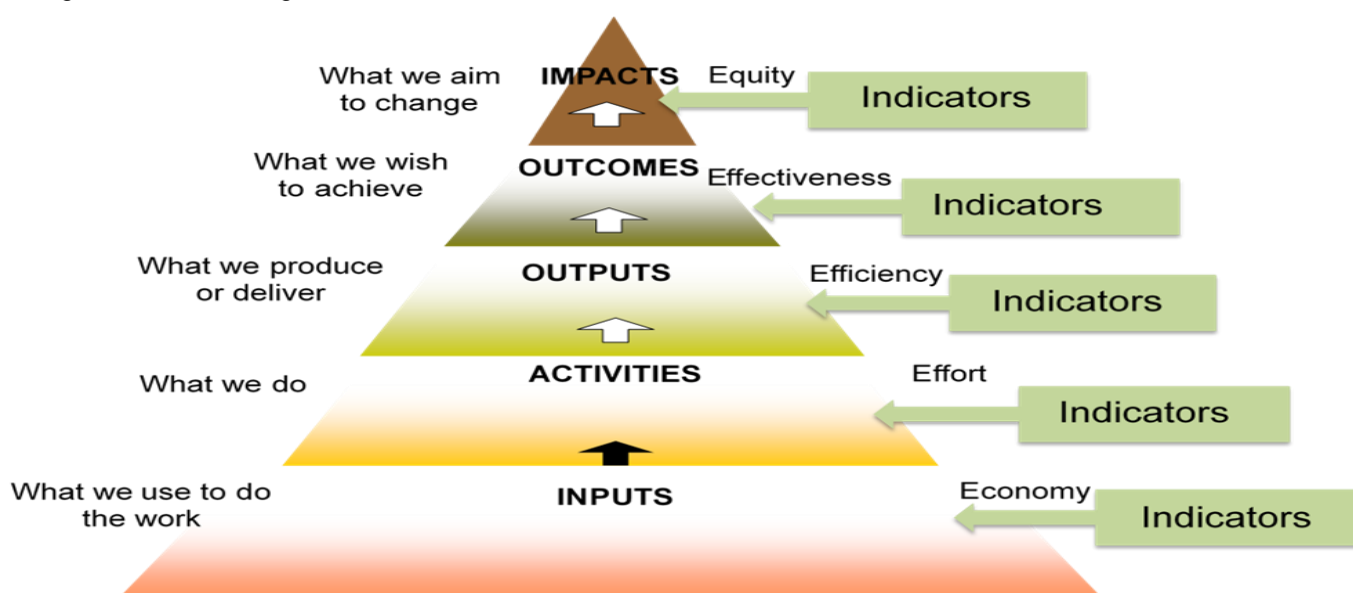 What we aim
to change
IMPACTS
Equity
Indicators
What we wish
to achieve
OUTCOMES
Effectiveness
Indicators
What we produce
or deliver
OUTPUTS
Efficiency
Indicators
What we do
ACTIVITIES
Effort
Indicators
What we use to do
the work
INPUTS
Economy
Indicators